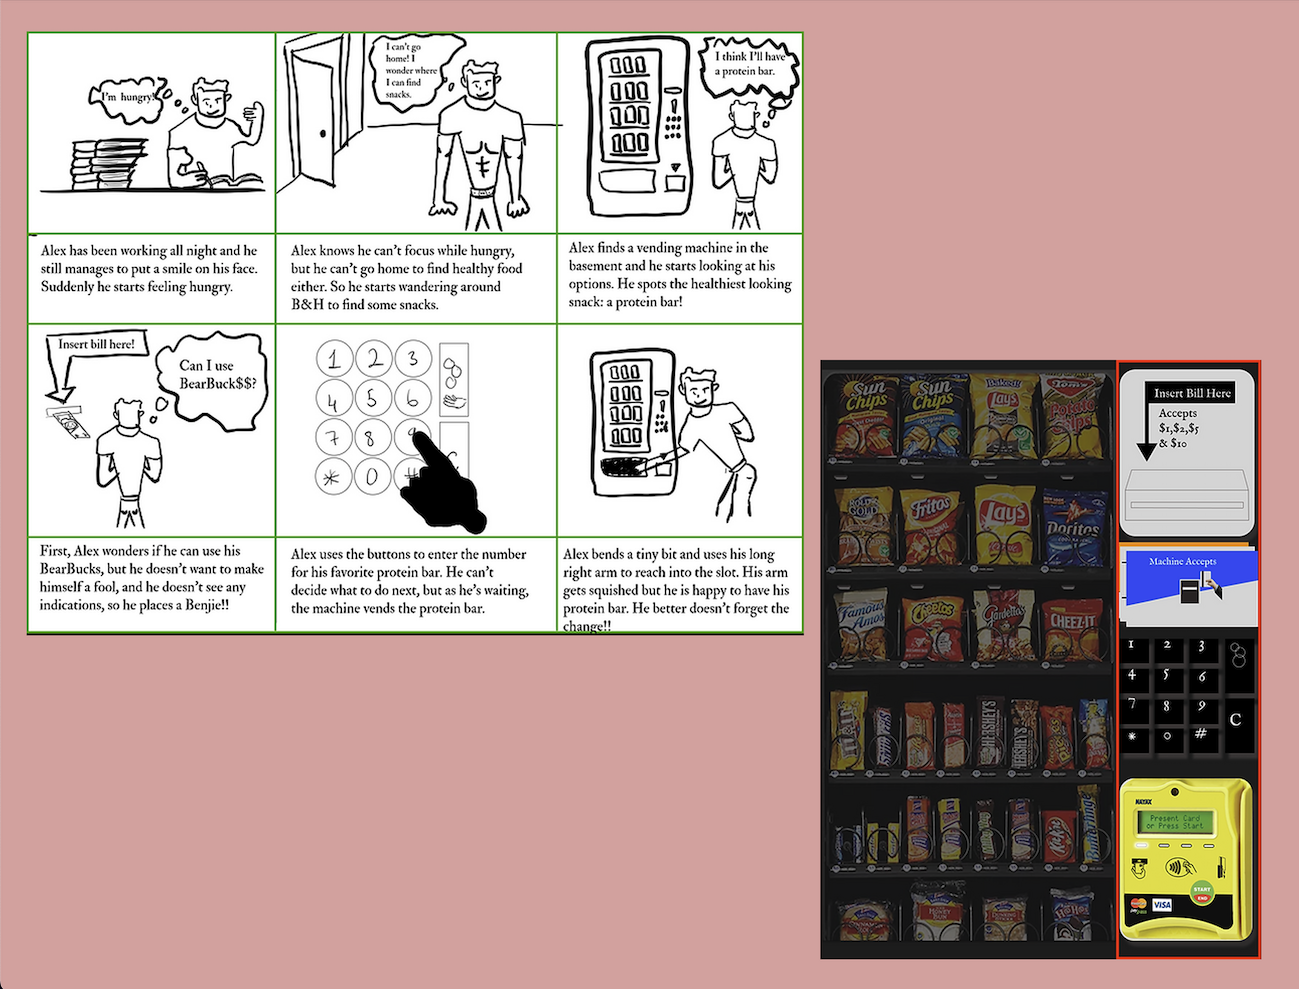 I'm hungry!
I can't go
home! I
wonder where
I can find
snacks.
I think I'll have
a protein bar.
Alex has been working all night and he
still manages to put a smile on his face.
Suddenly he starts feeling hungry.
Alex knows he can't focus while hungry,
but he can't go home to find healthy food
either. So he starts wandering around
B&H to find some snacks.
Alex finds a vending machine in the
basement and he starts looking at his
options. He spots the healthiest looking
snack: a protein bar!
Insert bill here!
Can I use
BearBuck$$?
1 2 3
4 5 6
7 8 9
* 0 #
First, Alex wonders if he can use his
BearBucks, but he doesn't want to make
himself a fool, and he doesn't see any
indications, so he places a Benjie!!
Alex uses the buttons to enter the number
for his favorite protein bar. He can't
decide what to do next, but as he's waiting,
the machine vends the protein bar.
Alex bends a tiny bit and uses his long
right arm to reach into the slot. His arm
gets squished but he is happy to have his
protein bar. He better doesn't forget the
change!!
Sun Chips
Sun Chips
Original
Baked!
Lays
Tom's
Potato Chips
Rold Gold
Fritos
Lays
Doritos
Famous Amos
Cheetos
Gardetto's
CHEEZ-IT
HERSHEY'S
HERSHEY'S
HONEY BUN
Insert Bill Here
Accepts
$1,$2,$5
& $10
Machine Accepts
1 2 3
4 5 6
7 8 9
C
* 0 #
NAYAX
Present Card
or Press Start
START
END
VISA